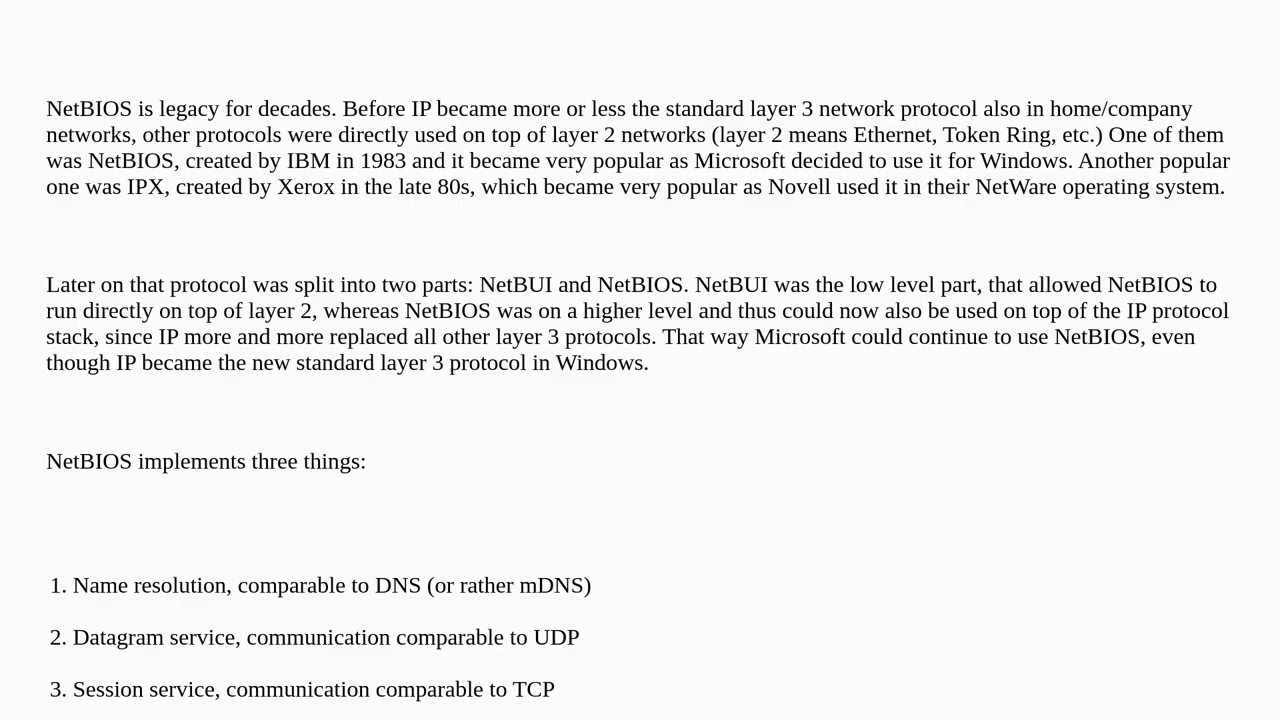 NetBIOS is legacy for decades. Before IP became more or less the standard layer 3 network protocol also in home/company
networks, other protocols were directly used on top of layer 2 networks (layer 2 means Ethernet, Token Ring, etc.) One of them
was NetBIOS, created by IBM in 1983 and it became very popular as Microsoft decided to use it for Windows. Another popular
one was IPX, created by Xerox in the late 80s, which became very popular as Novell used it in their NetWare operating system.
Later on that protocol was split into two parts: NetBUI and NetBIOS. NetBUI was the low level part, that allowed NetBIOS to
run directly on top of layer 2, whereas NetBIOS was on a higher level and thus could now also be used on top of the IP protocol
stack, since IP more and more replaced all other layer 3 protocols. That way Microsoft could continue to use NetBIOS, even
though IP became the new standard layer 3 protocol in Windows.
NetBIOS implements three things:
1. Name resolution, comparable to DNS (or rather mDNS)
2. Datagram service, communication comparable to UDP
3. Session service, communication comparable to TCP